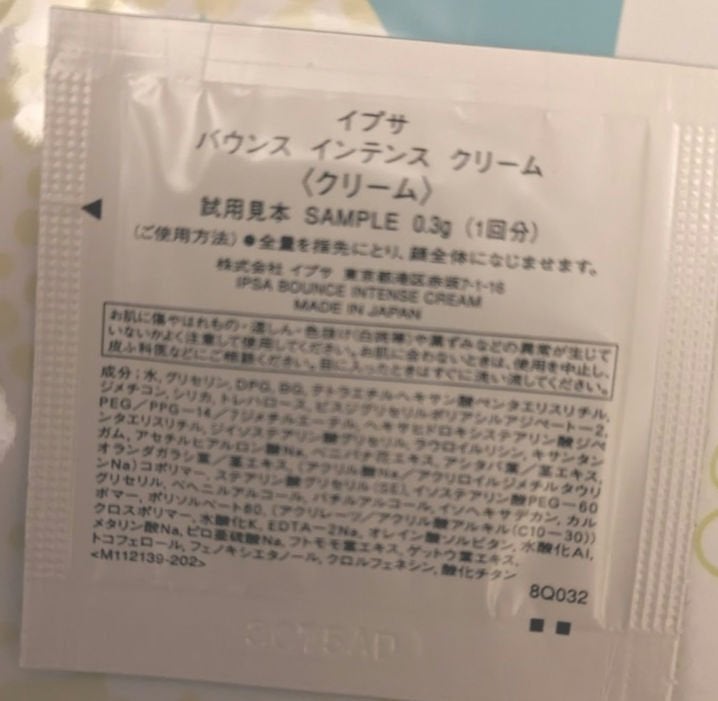 イプサ
バウンス インテンス クリーム
〈クリーム〉
試用見本 SAMPLE 0.3g（1回分）
（ご使用方法）●全量を指先にとり、顔全体になじませます。
株式会社 イプサ 東京都港区赤坂7-1-16
IPSA BOUNCE INTENSE CREAM
MADE IN JAPAN
お肌に傷やはれもの・湿しん・色抜け（白斑等）や黒ずみなどの異常が生じて
いないかよく注意して使用してください。お肌に合わないときは、使用を中止し、
皮ふ科医などにご相談ください。目に入ったときはすぐに洗い流してください。
成分：水, グリセリン, DPG, BG, テトラエチルヘキサン酸ペンタエリスリチル,
ジメチコン, シリカ, トレハロース, ビスジグリセリルポリアシルアジペート－2,
PEG／PPG－14／7ジメチルエーテル, ヘキサヒドロキシステアリン酸ジペ
ンタエリスリチル, ジイソステアリン酸グリセリル, ラウロイルリシン, キサンタン
ガム, アセチルヒアルロン酸Na, ベニバナ花エキス, アシタバ葉／茎エキス,
オランダガラシ葉／茎エキス, （アクリル酸Na／アクリロイルジメチルタウリ
ンNa）コポリマー, ステアリン酸グリセリル（SE）, イソステアリン酸PEG－60
グリセリル, ベヘニルアルコール, バチルアルコール, イソヘキサデカン, カル
ボマー, ポリソルベート80, （アクリレーツ／アクリル酸アルキル（C10－30））
クロスポリマー, 水酸化K, EDTA－2Na, オレイン酸ソルビタン, 水酸化Al,
メタリン酸Na, ピロ亜硫酸Na, フトモモ葉エキス, ゲットウ葉エキス,
トコフェロール, フェノキシエタノール, クロルフェネシン, 酸化チタン
<M112139-202>
8Q032